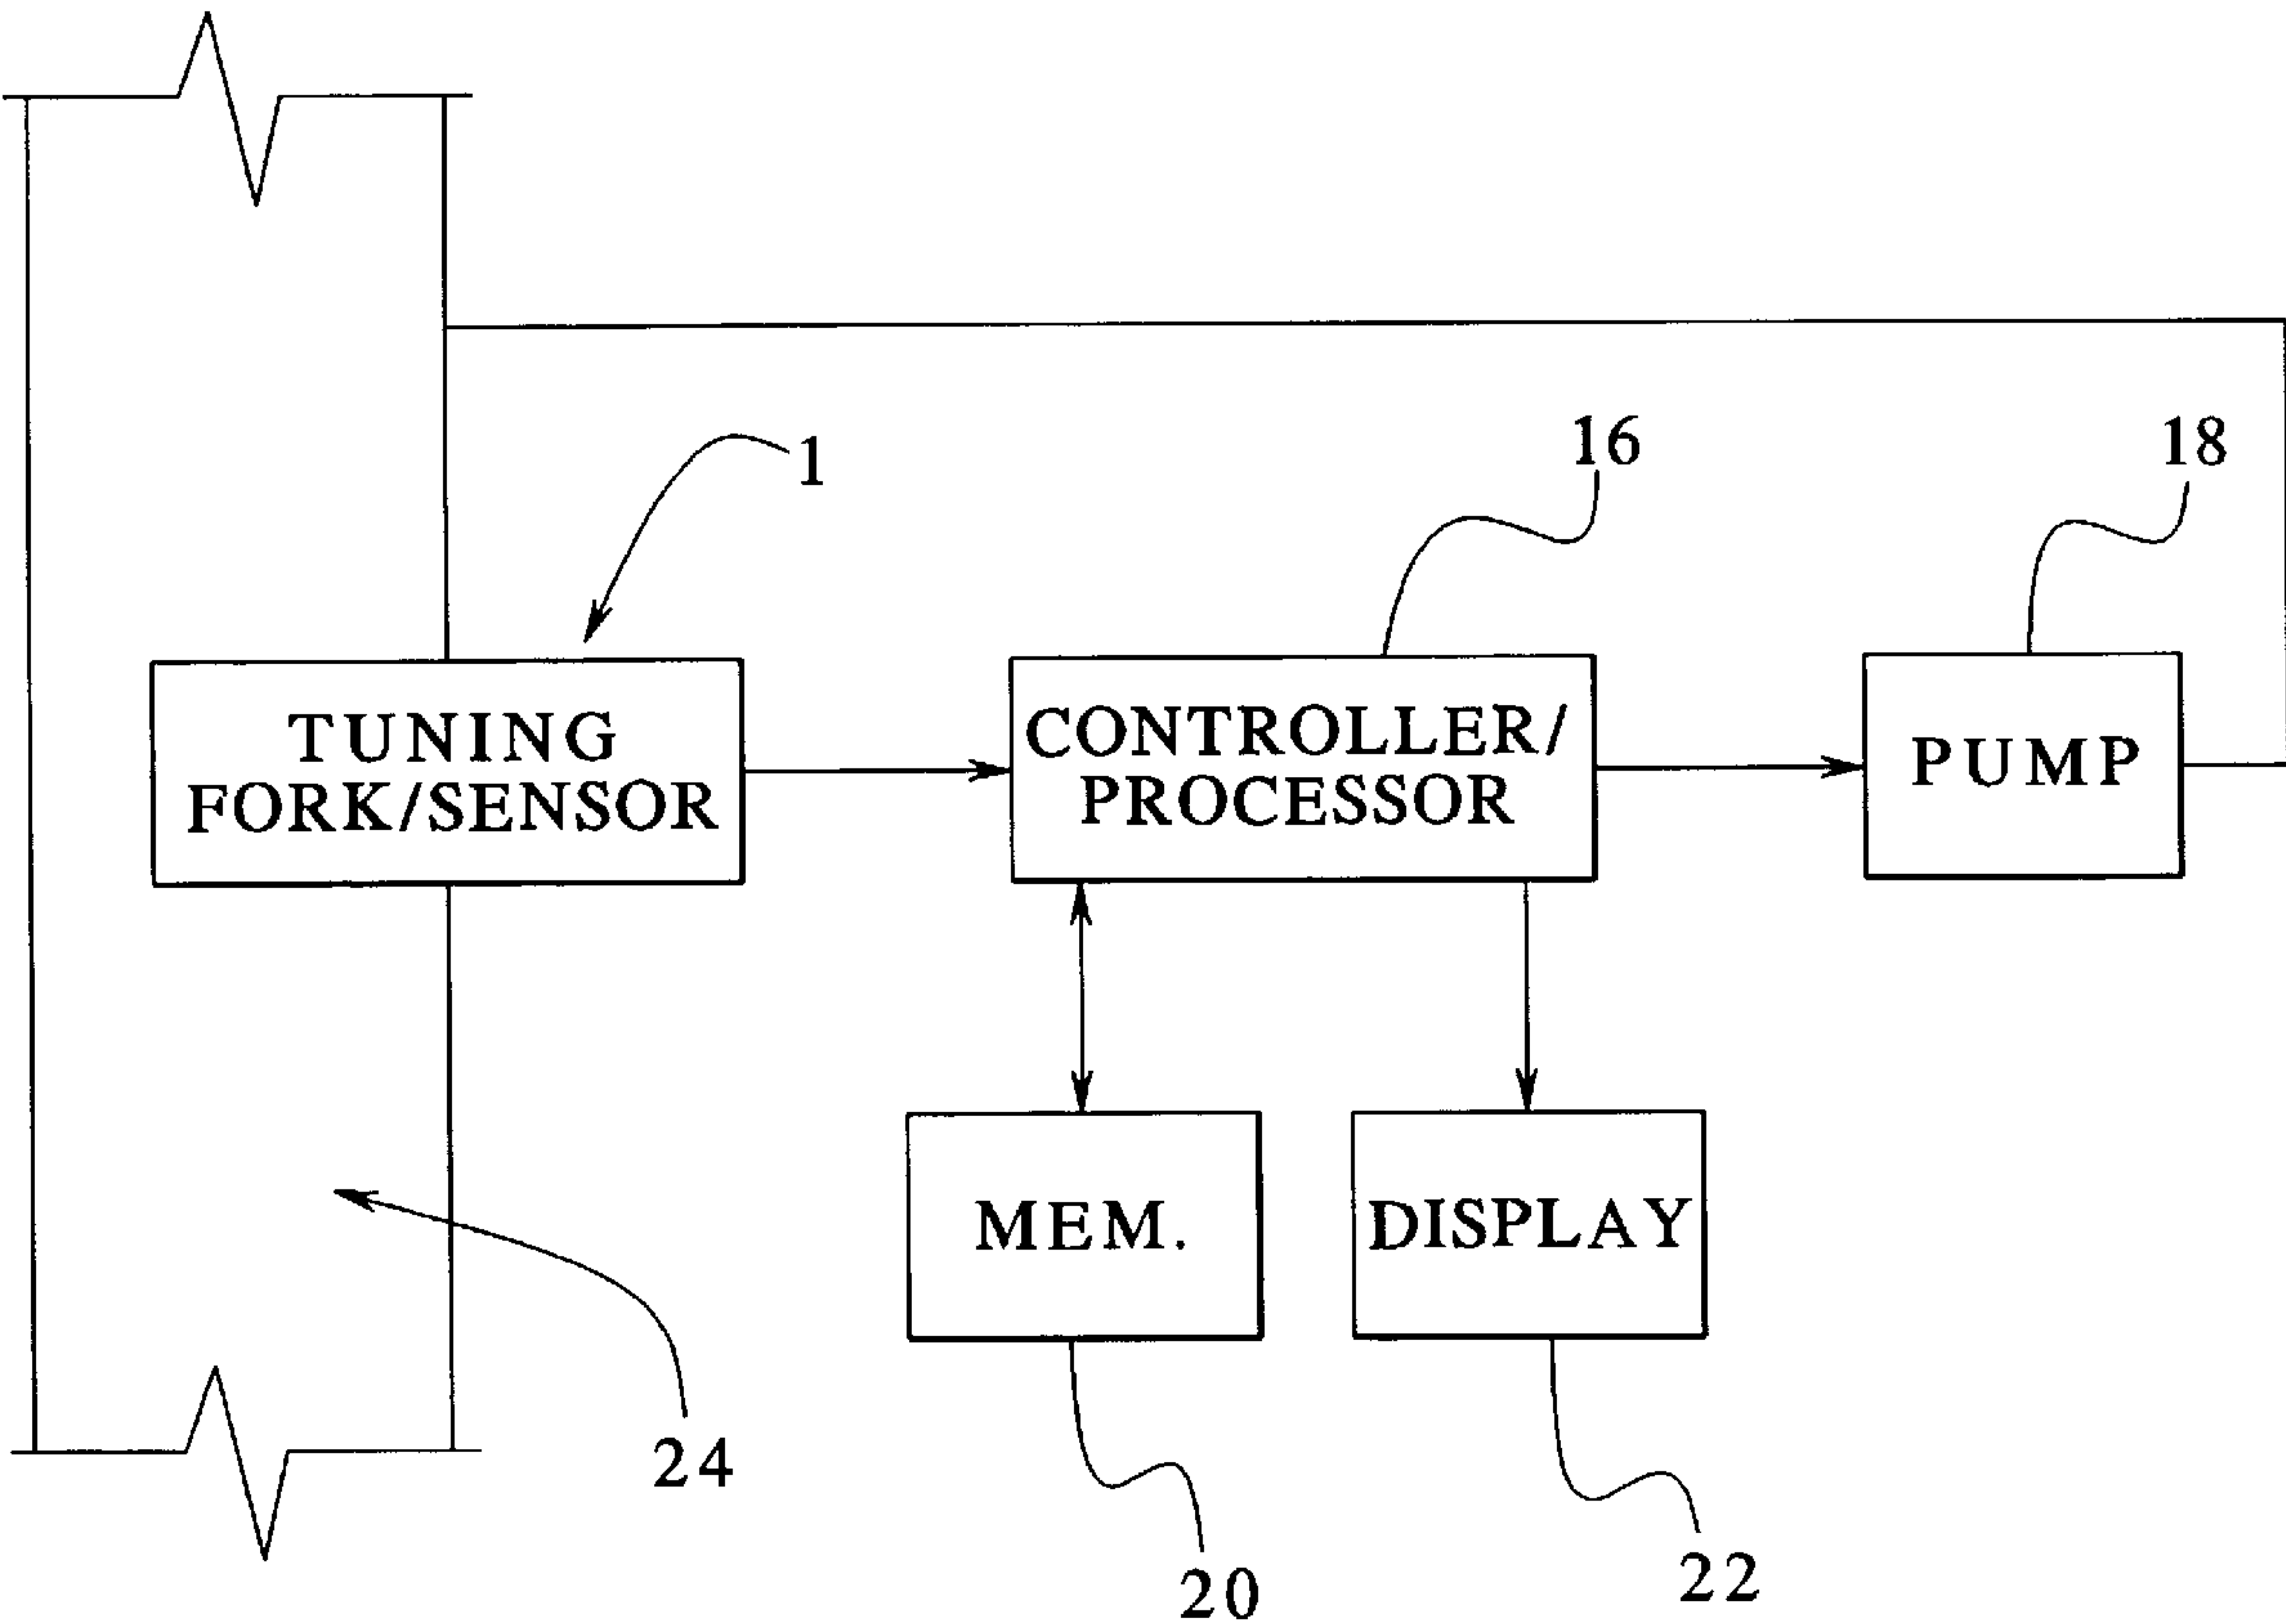 1
16
18
TUNING
FORK/SENSOR
CONTROLLER/
PROCESSOR
PUMP
MEM.
DISPLAY
24
20
22